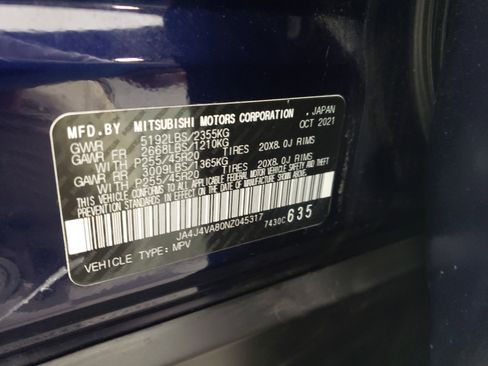 MFD.BY MITSUBISHI MOTORS CORPORATION, JAPAN
GVWR 5192LBS/2355KG OCT 2021
GAWR FR 2668LBS/1210KG
WITH P255/45R20 TIRES 20X8.0J RIMS
GAWR RR 3009LBS/1365KG
WITH P255/45R20 TIRES 20X8.0J RIMS
THIS VEHICLE CONFORMS TO ALL APPLICABLE FEDERAL MOTOR VEHICLE SAFETY
AND THEFT PREVENTION STANDARDS IN EFFECT ON THE DATE OF MANUFACTURE SHOWN ABOVE.
JA4J4VA80NZ045317 7430C635
VEHICLE TYPE: MPV